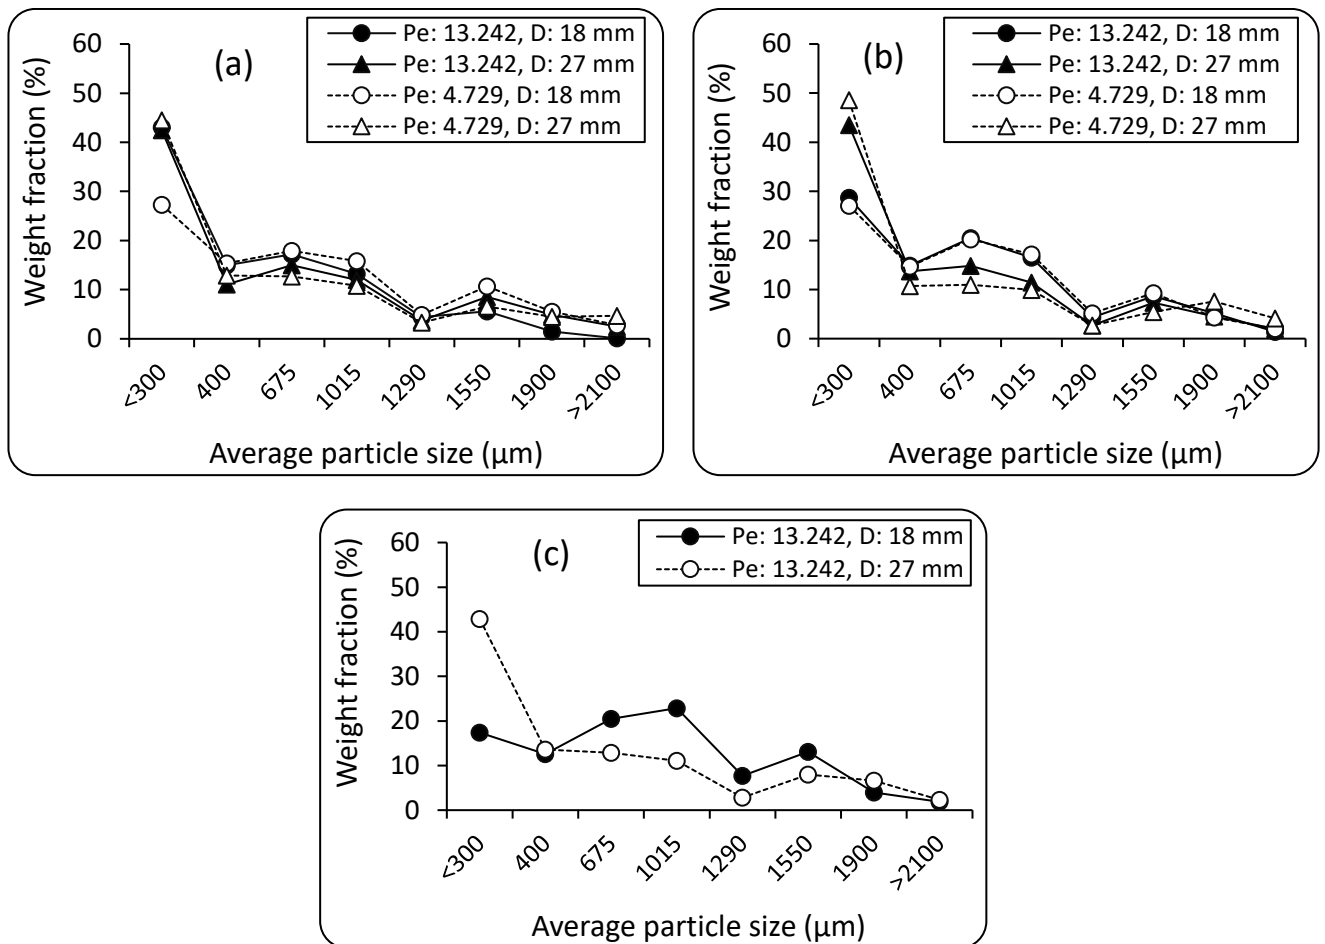 (a)
Pe: 13.242, D: 18 mm
Pe: 13.242, D: 27 mm
Pe: 4.729, D: 18 mm
Pe: 4.729, D: 27 mm
Weight fraction (%)
60
50
40
30
20
10
0
<300
400
675
1015
1290
1550
1900
>2100
Average particle size (µm)
(b)
Pe: 13.242, D: 18 mm
Pe: 13.242, D: 27 mm
Pe: 4.729, D: 18 mm
Pe: 4.729, D: 27 mm
Weight fraction (%)
60
50
40
30
20
10
0
<300
400
675
1015
1290
1550
1900
>2100
Average particle size (µm)
(c)
Pe: 13.242, D: 18 mm
Pe: 13.242, D: 27 mm
Weight fraction (%)
60
50
40
30
20
10
0
<300
400
675
1015
1290
1550
1900
>2100
Average particle size (µm)